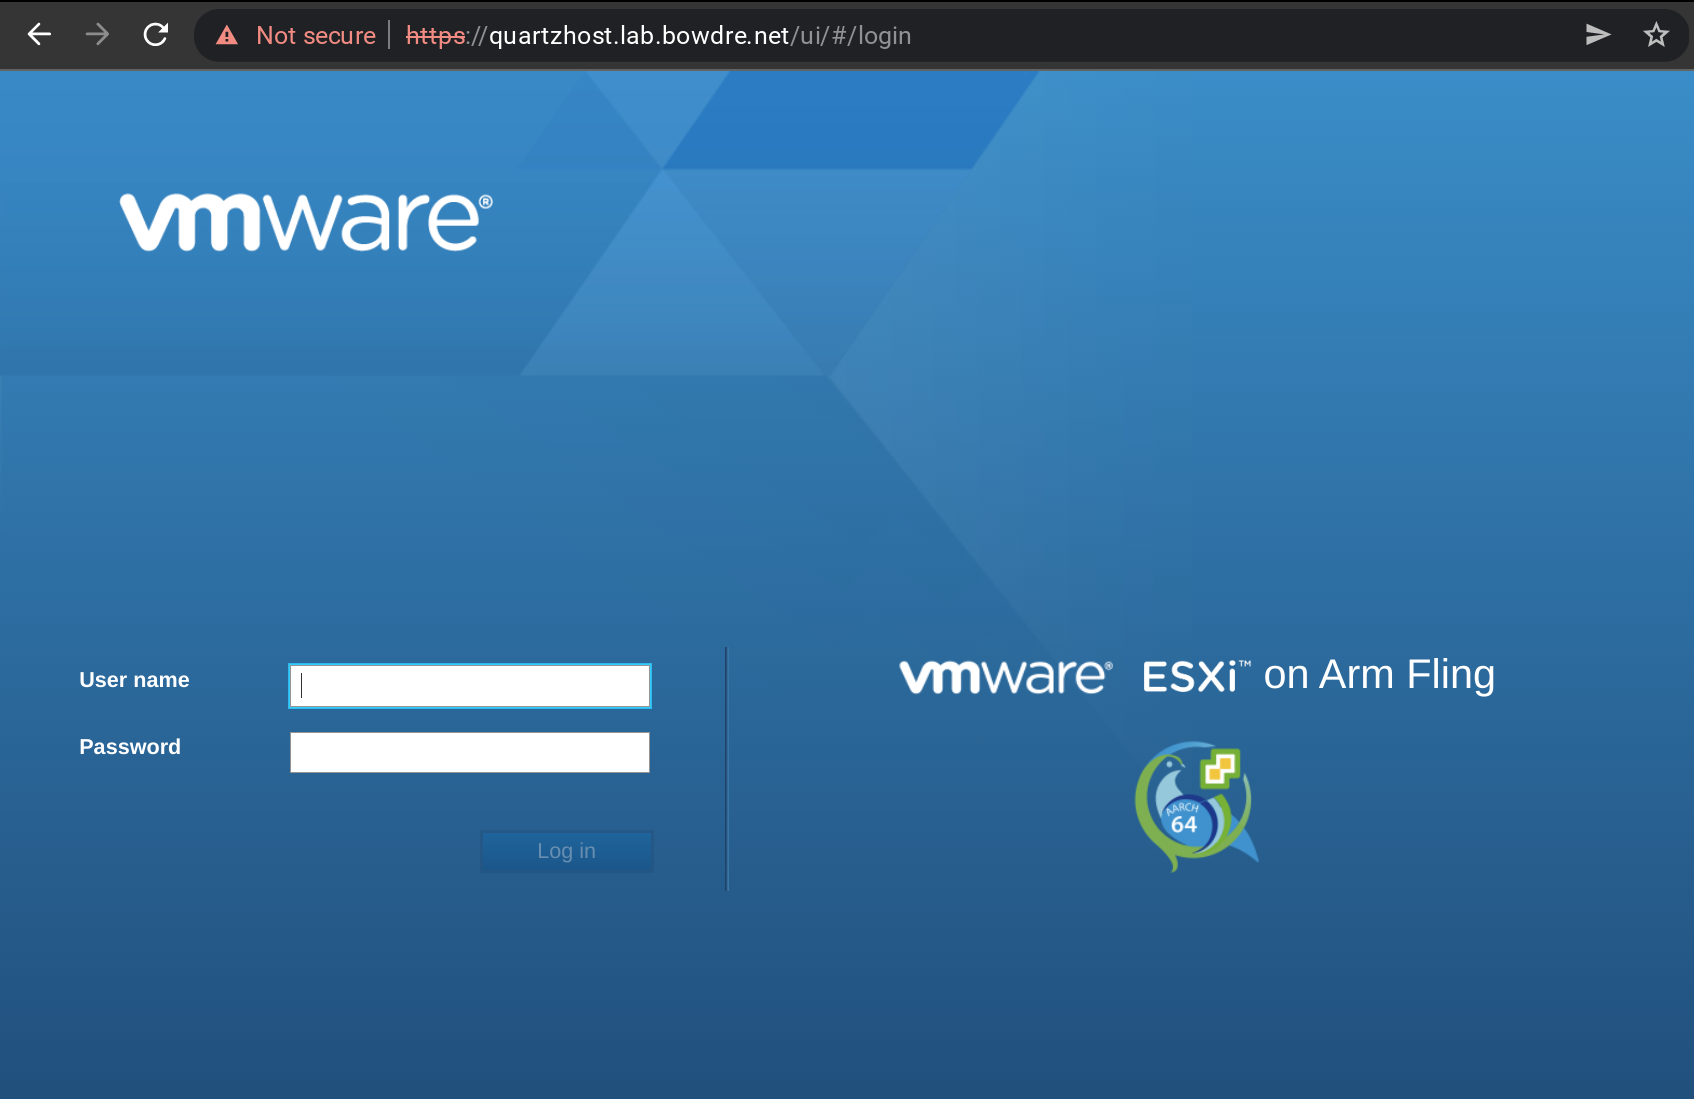 Not secure https://quartzhost.lab.bowdre.net/ui/#/login
vmware®
User name
Password
Log in
vmware® ESXi™ on Arm Fling
AARCH
64